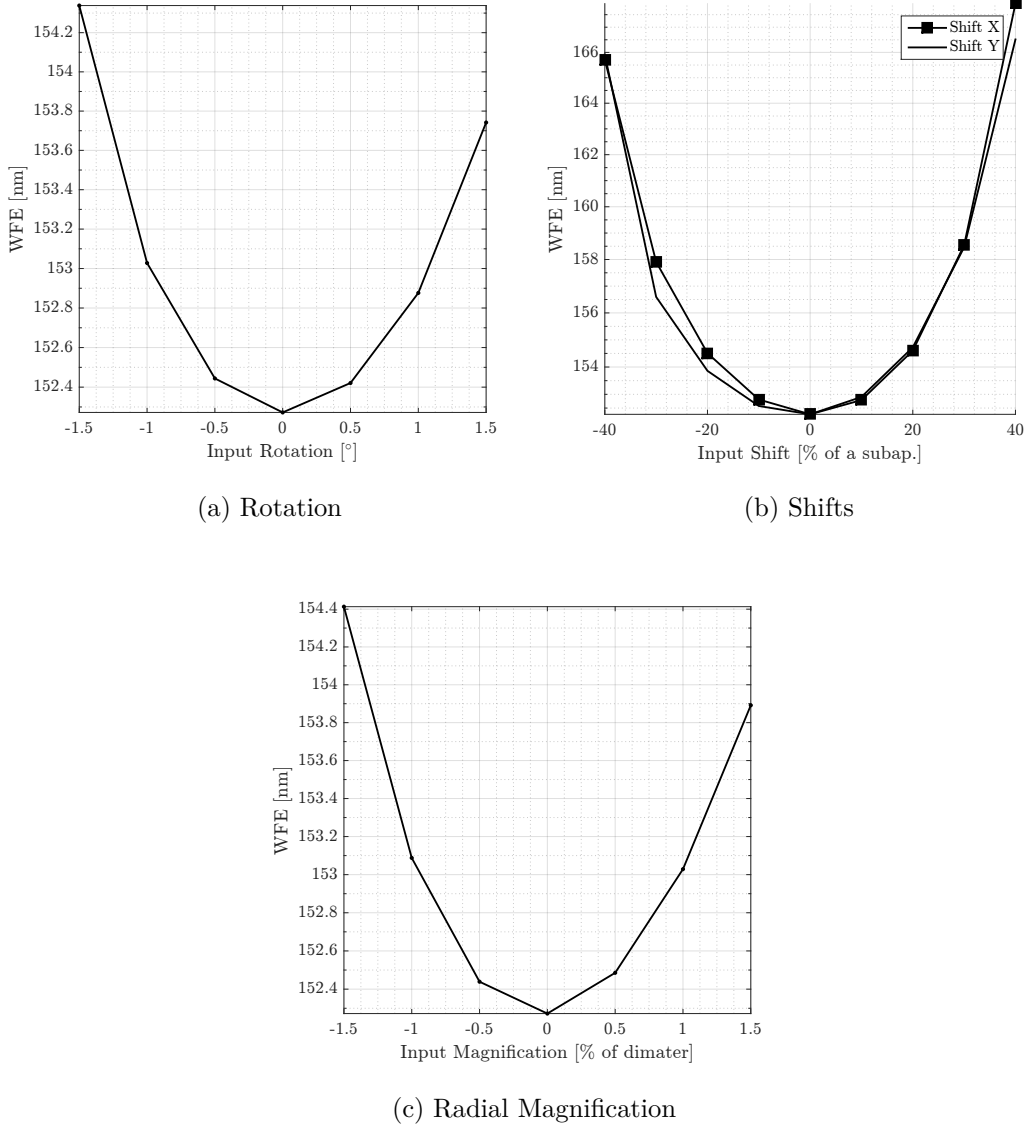 154.2
154
153.8
153.6
153.4
153.2
153
152.8
152.6
152.4
WFE [nm]
-1.5 -1 -0.5 0 0.5 1 1.5
Input Rotation [°]
(a) Rotation
Shift X
Shift Y
166
164
162
160
158
156
154
WFE [nm]
-40 -20 0 20 40
Input Shift [% of a subap.]
(b) Shifts
154.4
154.2
154
153.8
153.6
153.4
153.2
153
152.8
152.6
152.4
WFE [nm]
-1.5 -1 -0.5 0 0.5 1 1.5
Input Magnification [% of dimater]
(c) Radial Magnification